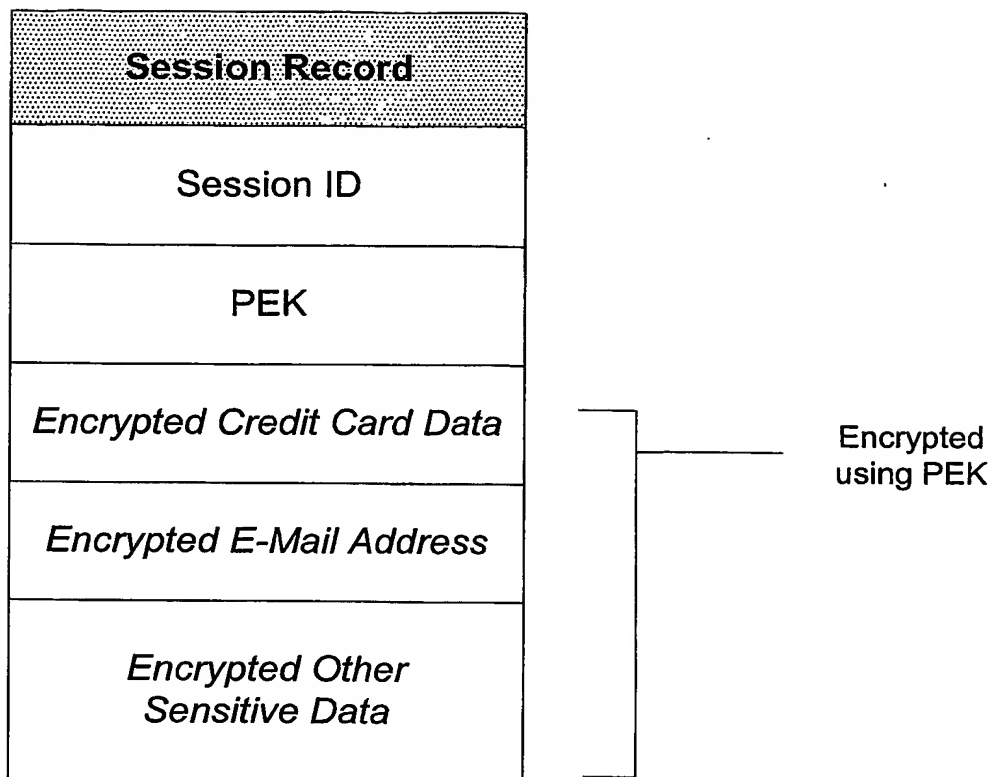 Session Record
Session ID
PEK
Encrypted Credit Card Data
Encrypted
using PEK
Encrypted E-Mail Address
Encrypted Other
Sensitive Data